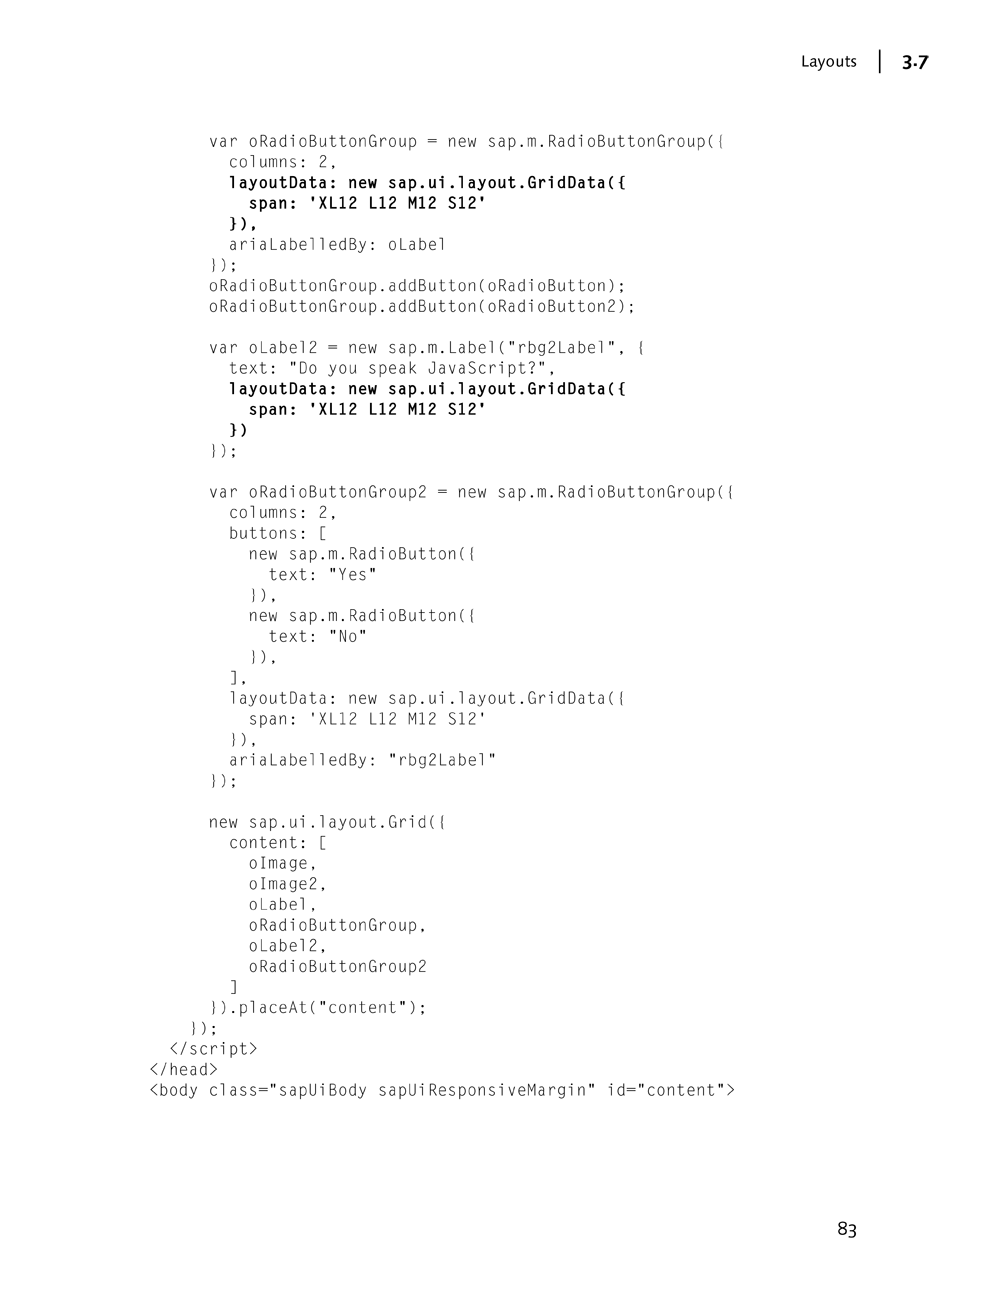 Layouts | 3.7
var oRadioButtonGroup = new sap.m.RadioButtonGroup({
  columns: 2,
  layoutData: new sap.ui.layout.GridData({
    span: 'XL12 L12 M12 S12'
  }),
  ariaLabelledBy: oLabel
});
oRadioButtonGroup.addButton(oRadioButton);
oRadioButtonGroup.addButton(oRadioButton2);

var oLabel2 = new sap.m.Label("rbg2Label", {
  text: "Do you speak JavaScript?",
  layoutData: new sap.ui.layout.GridData({
    span: 'XL12 L12 M12 S12'
  })
});

var oRadioButtonGroup2 = new sap.m.RadioButtonGroup({
  columns: 2,
  buttons: [
    new sap.m.RadioButton({
      text: "Yes"
    }),
    new sap.m.RadioButton({
      text: "No"
    }),
  ],
  layoutData: new sap.ui.layout.GridData({
    span: 'XL12 L12 M12 S12'
  }),
  ariaLabelledBy: "rbg2Label"
});

new sap.ui.layout.Grid({
  content: [
    oImage,
    oImage2,
    oLabel,
    oRadioButtonGroup,
    oLabel2,
    oRadioButtonGroup2
  ]
}).placeAt("content");
});
</script>
</head>
<body class="sapUiBody sapUiResponsiveMargin" id="content">
83